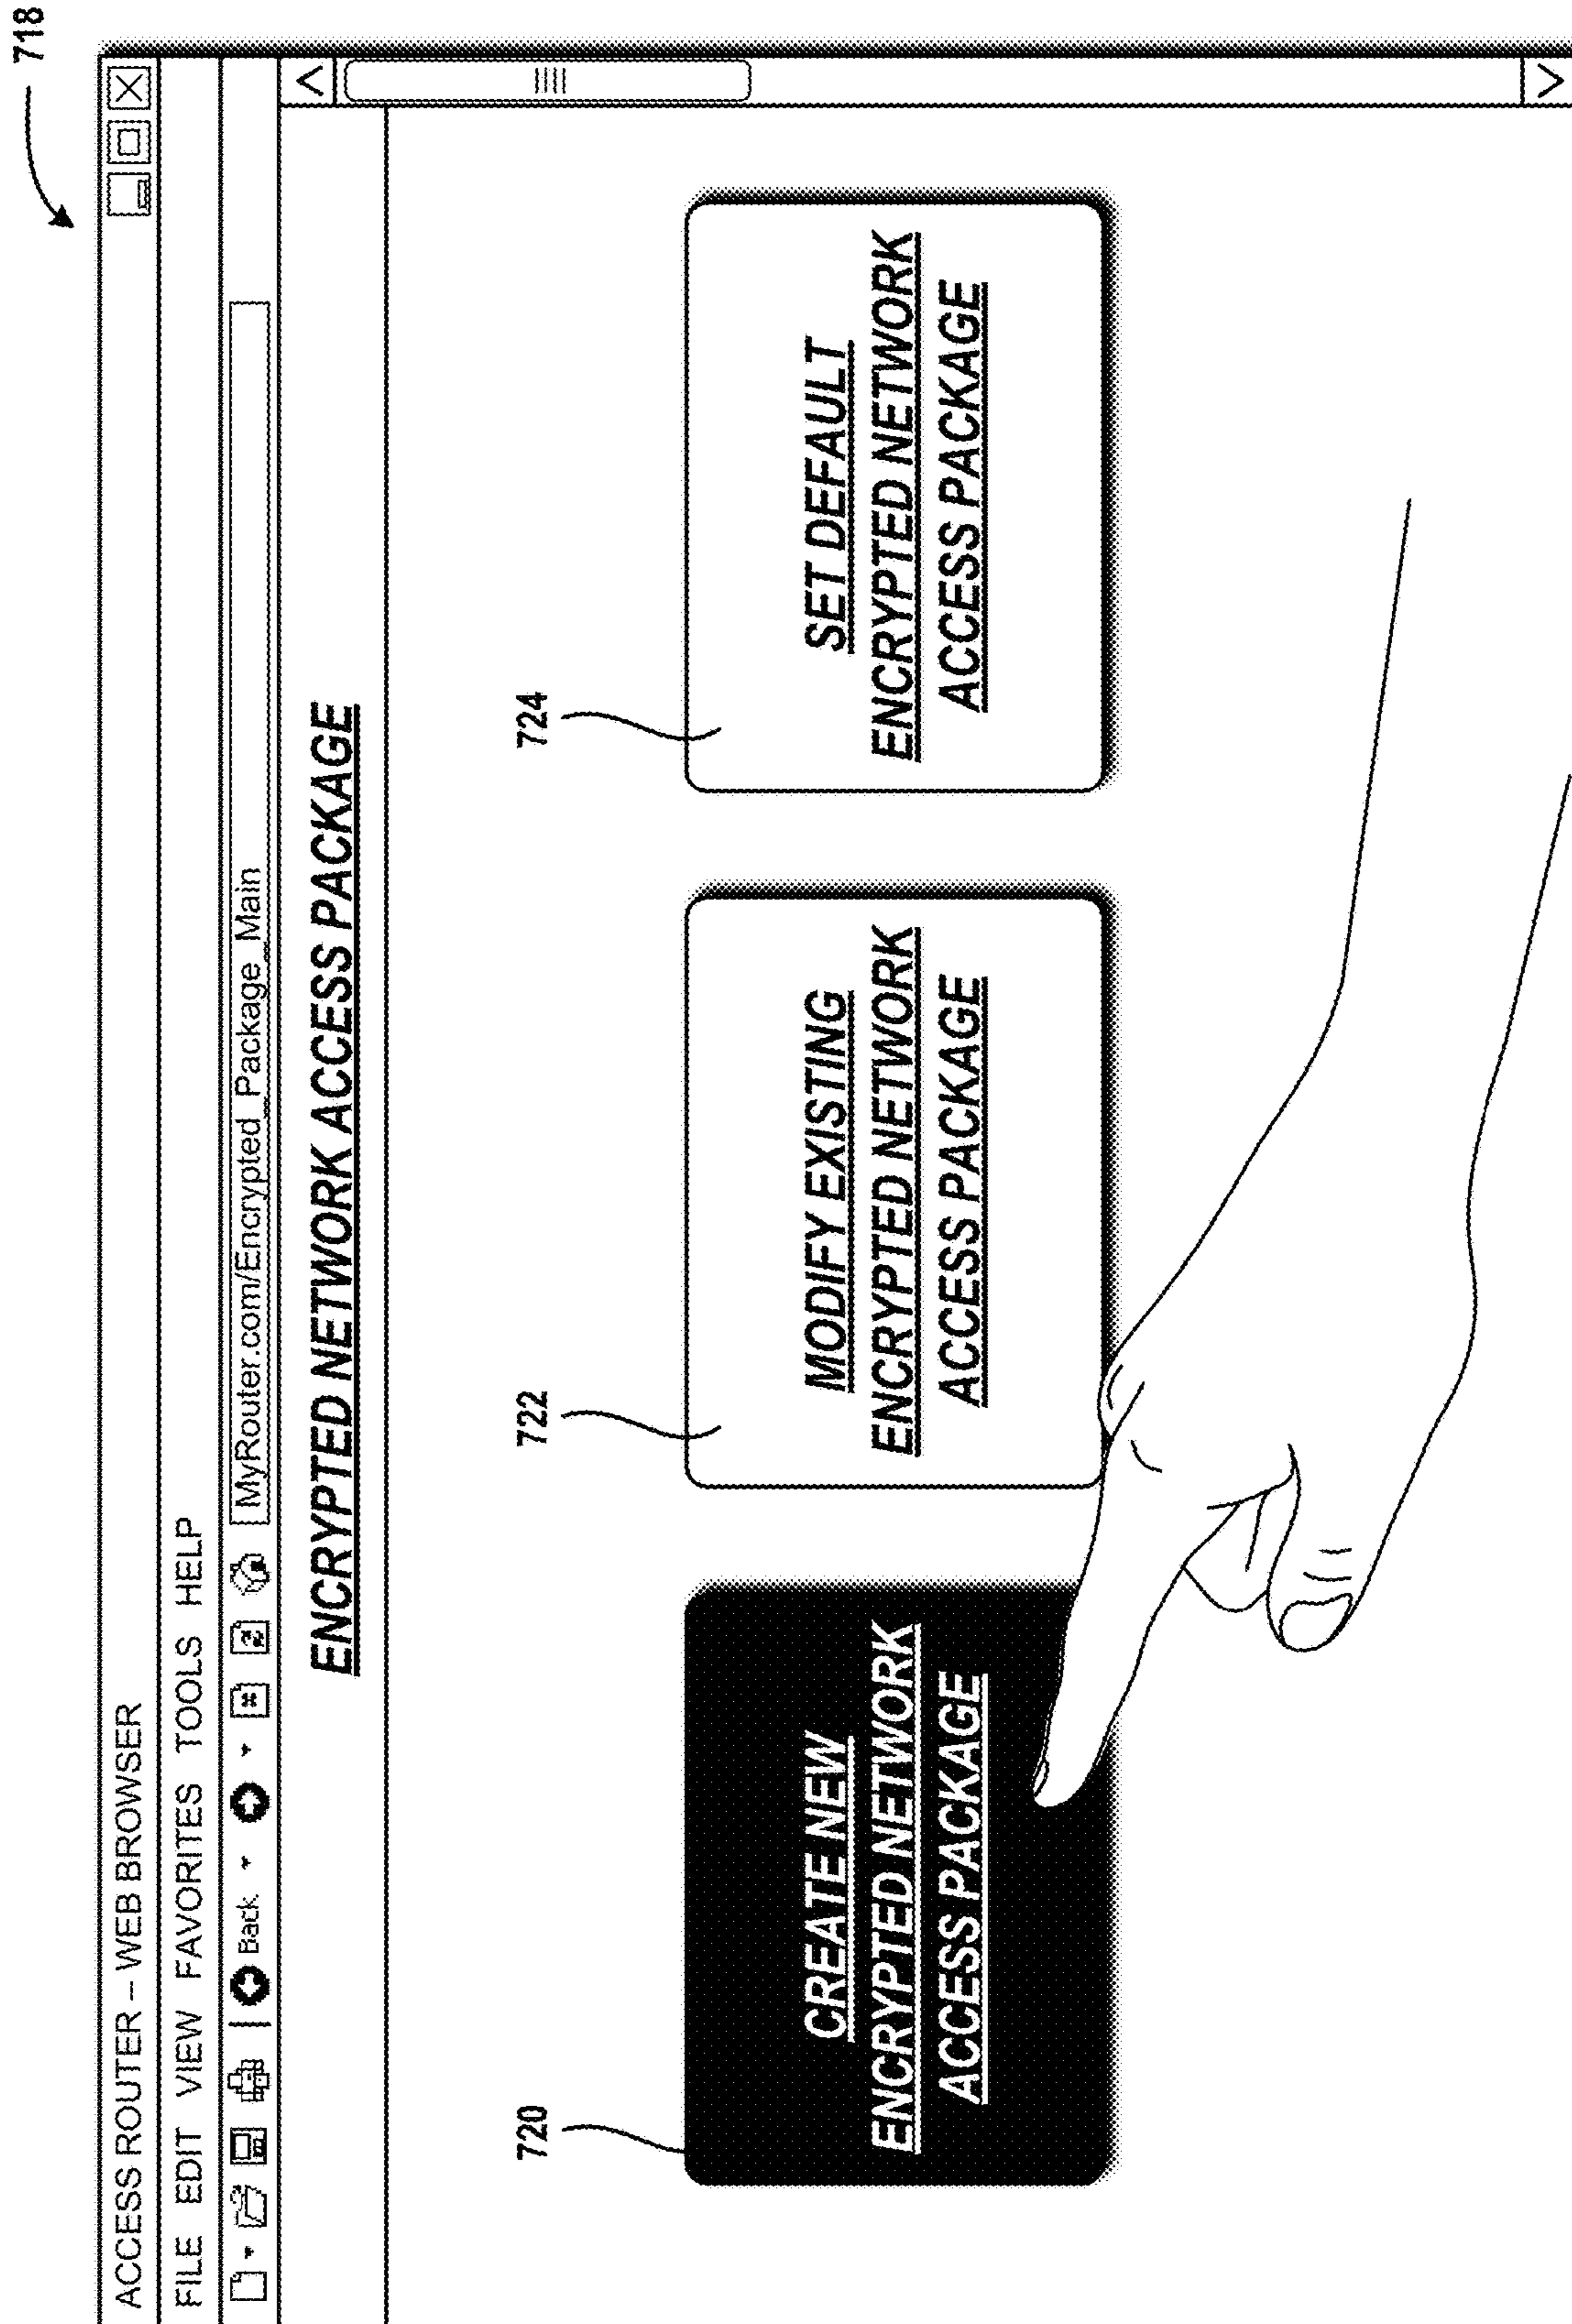 718
ACCESS ROUTER – WEB BROWSER
FILE EDIT VIEW FAVORITES TOOLS HELP
Back
MyRouter.com/Encrypted_Package_Main
ENCRYPTED NETWORK ACCESS PACKAGE
720
CREATE NEW
ENCRYPTED NETWORK
ACCESS PACKAGE
722
MODIFY EXISTING
ENCRYPTED NETWORK
ACCESS PACKAGE
724
SET DEFAULT
ENCRYPTED NETWORK
ACCESS PACKAGE